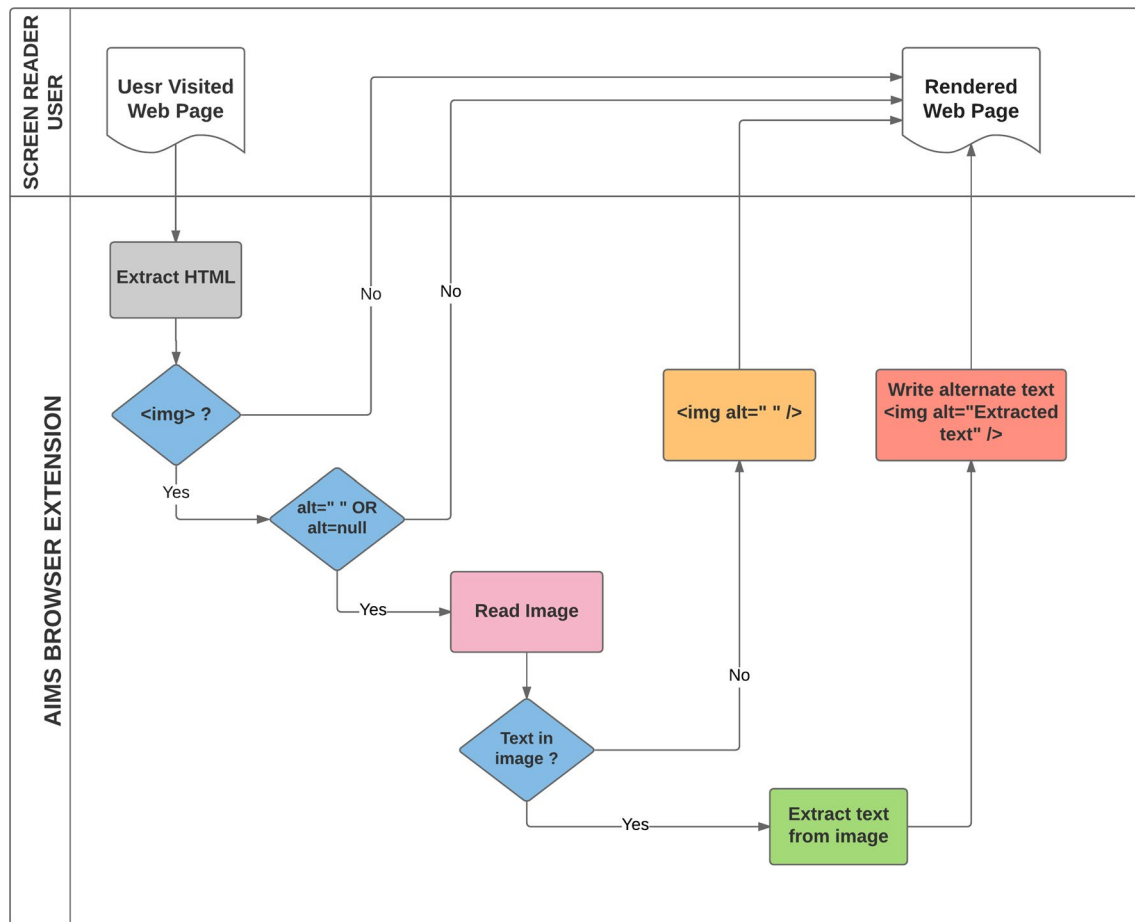 SCREEN READER
USER
Uesr Visited
Web Page
Rendered
Web Page
AIMS BROWSER EXTENSION
Extract HTML
No
No
<img> ?
Yes
alt=" " OR
alt=null
<img alt=" " />
Write alternate text
<img alt="Extracted
text" />
Yes
Read Image
No
Text in
image ?
Yes
Extract text
from image